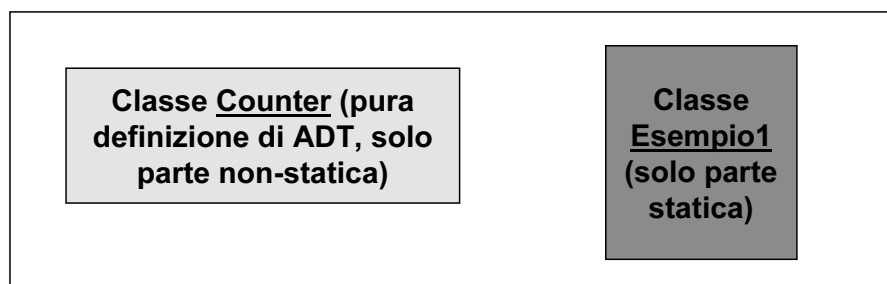 Classe Counter (pura
definizione di ADT, solo
parte non-statica)
Classe
Esempio1
(solo parte
statica)